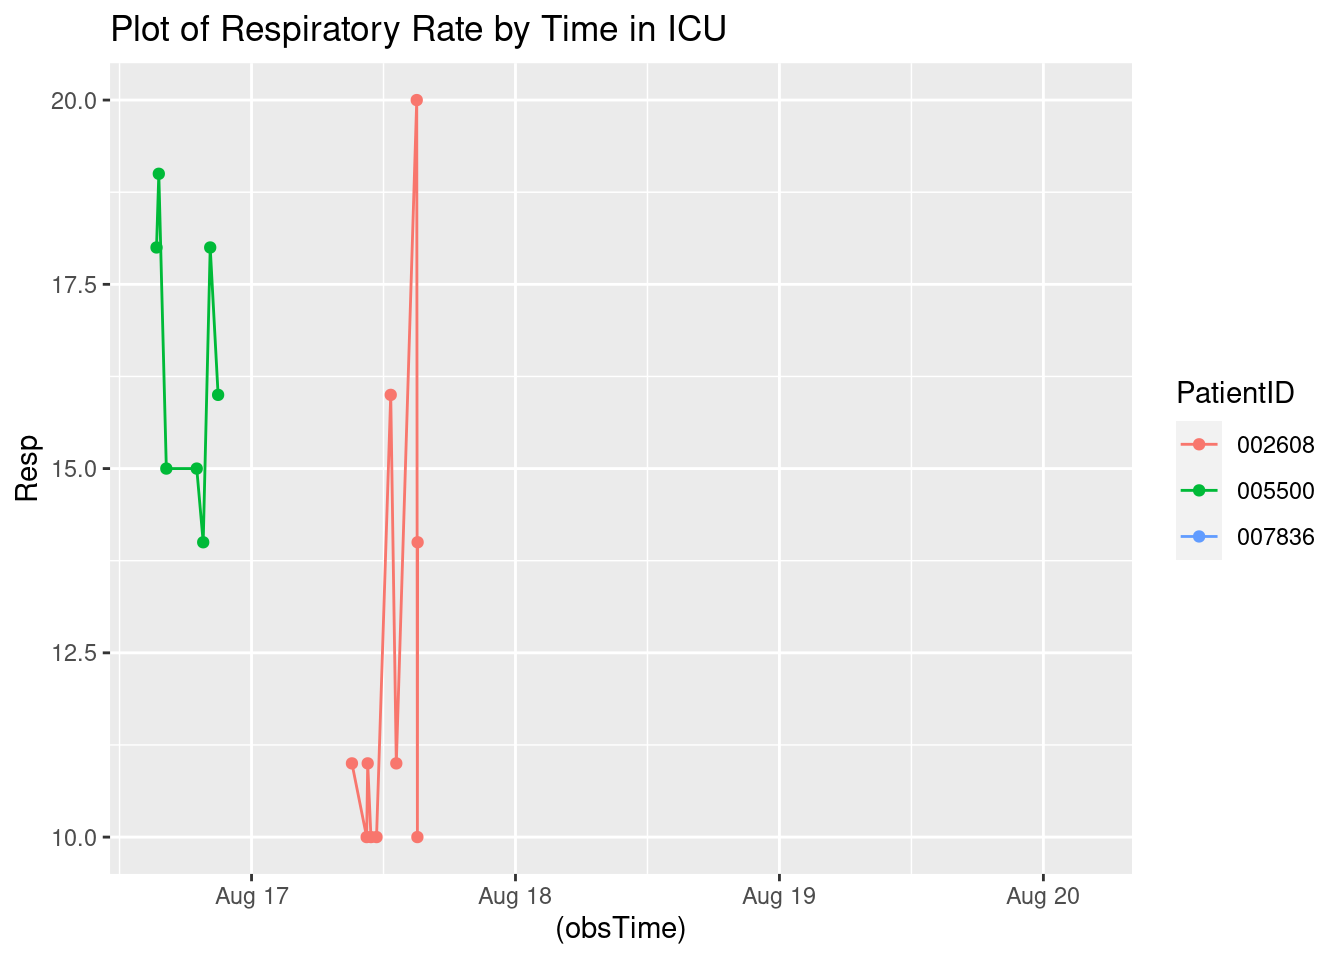 Plot of Respiratory Rate by Time in ICU
20.0
17.5
15.0
12.5
10.0
Resp
Aug 17 Aug 18 Aug 19 Aug 20
(obsTime)
PatientID
002608
005500
007836